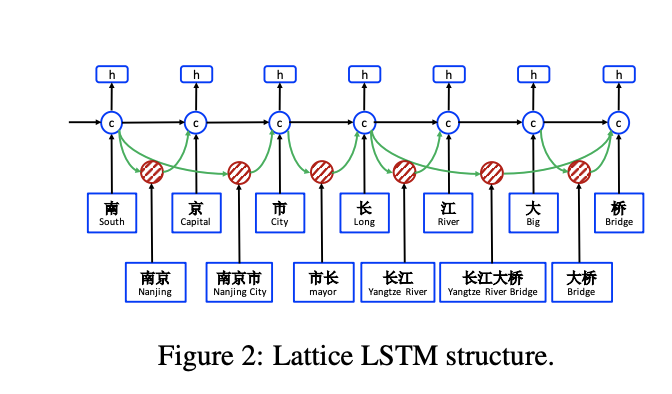 h h h h h h h
c c c c c c c
南 京 市 长 江 大 桥
South Capital City Long River Big Bridge
南京 南京市 市长 长江 长江大桥 大桥
Nanjing Nanjing City mayor Yangtze River Yangtze River Bridge Bridge
Figure 2: Lattice LSTM structure.